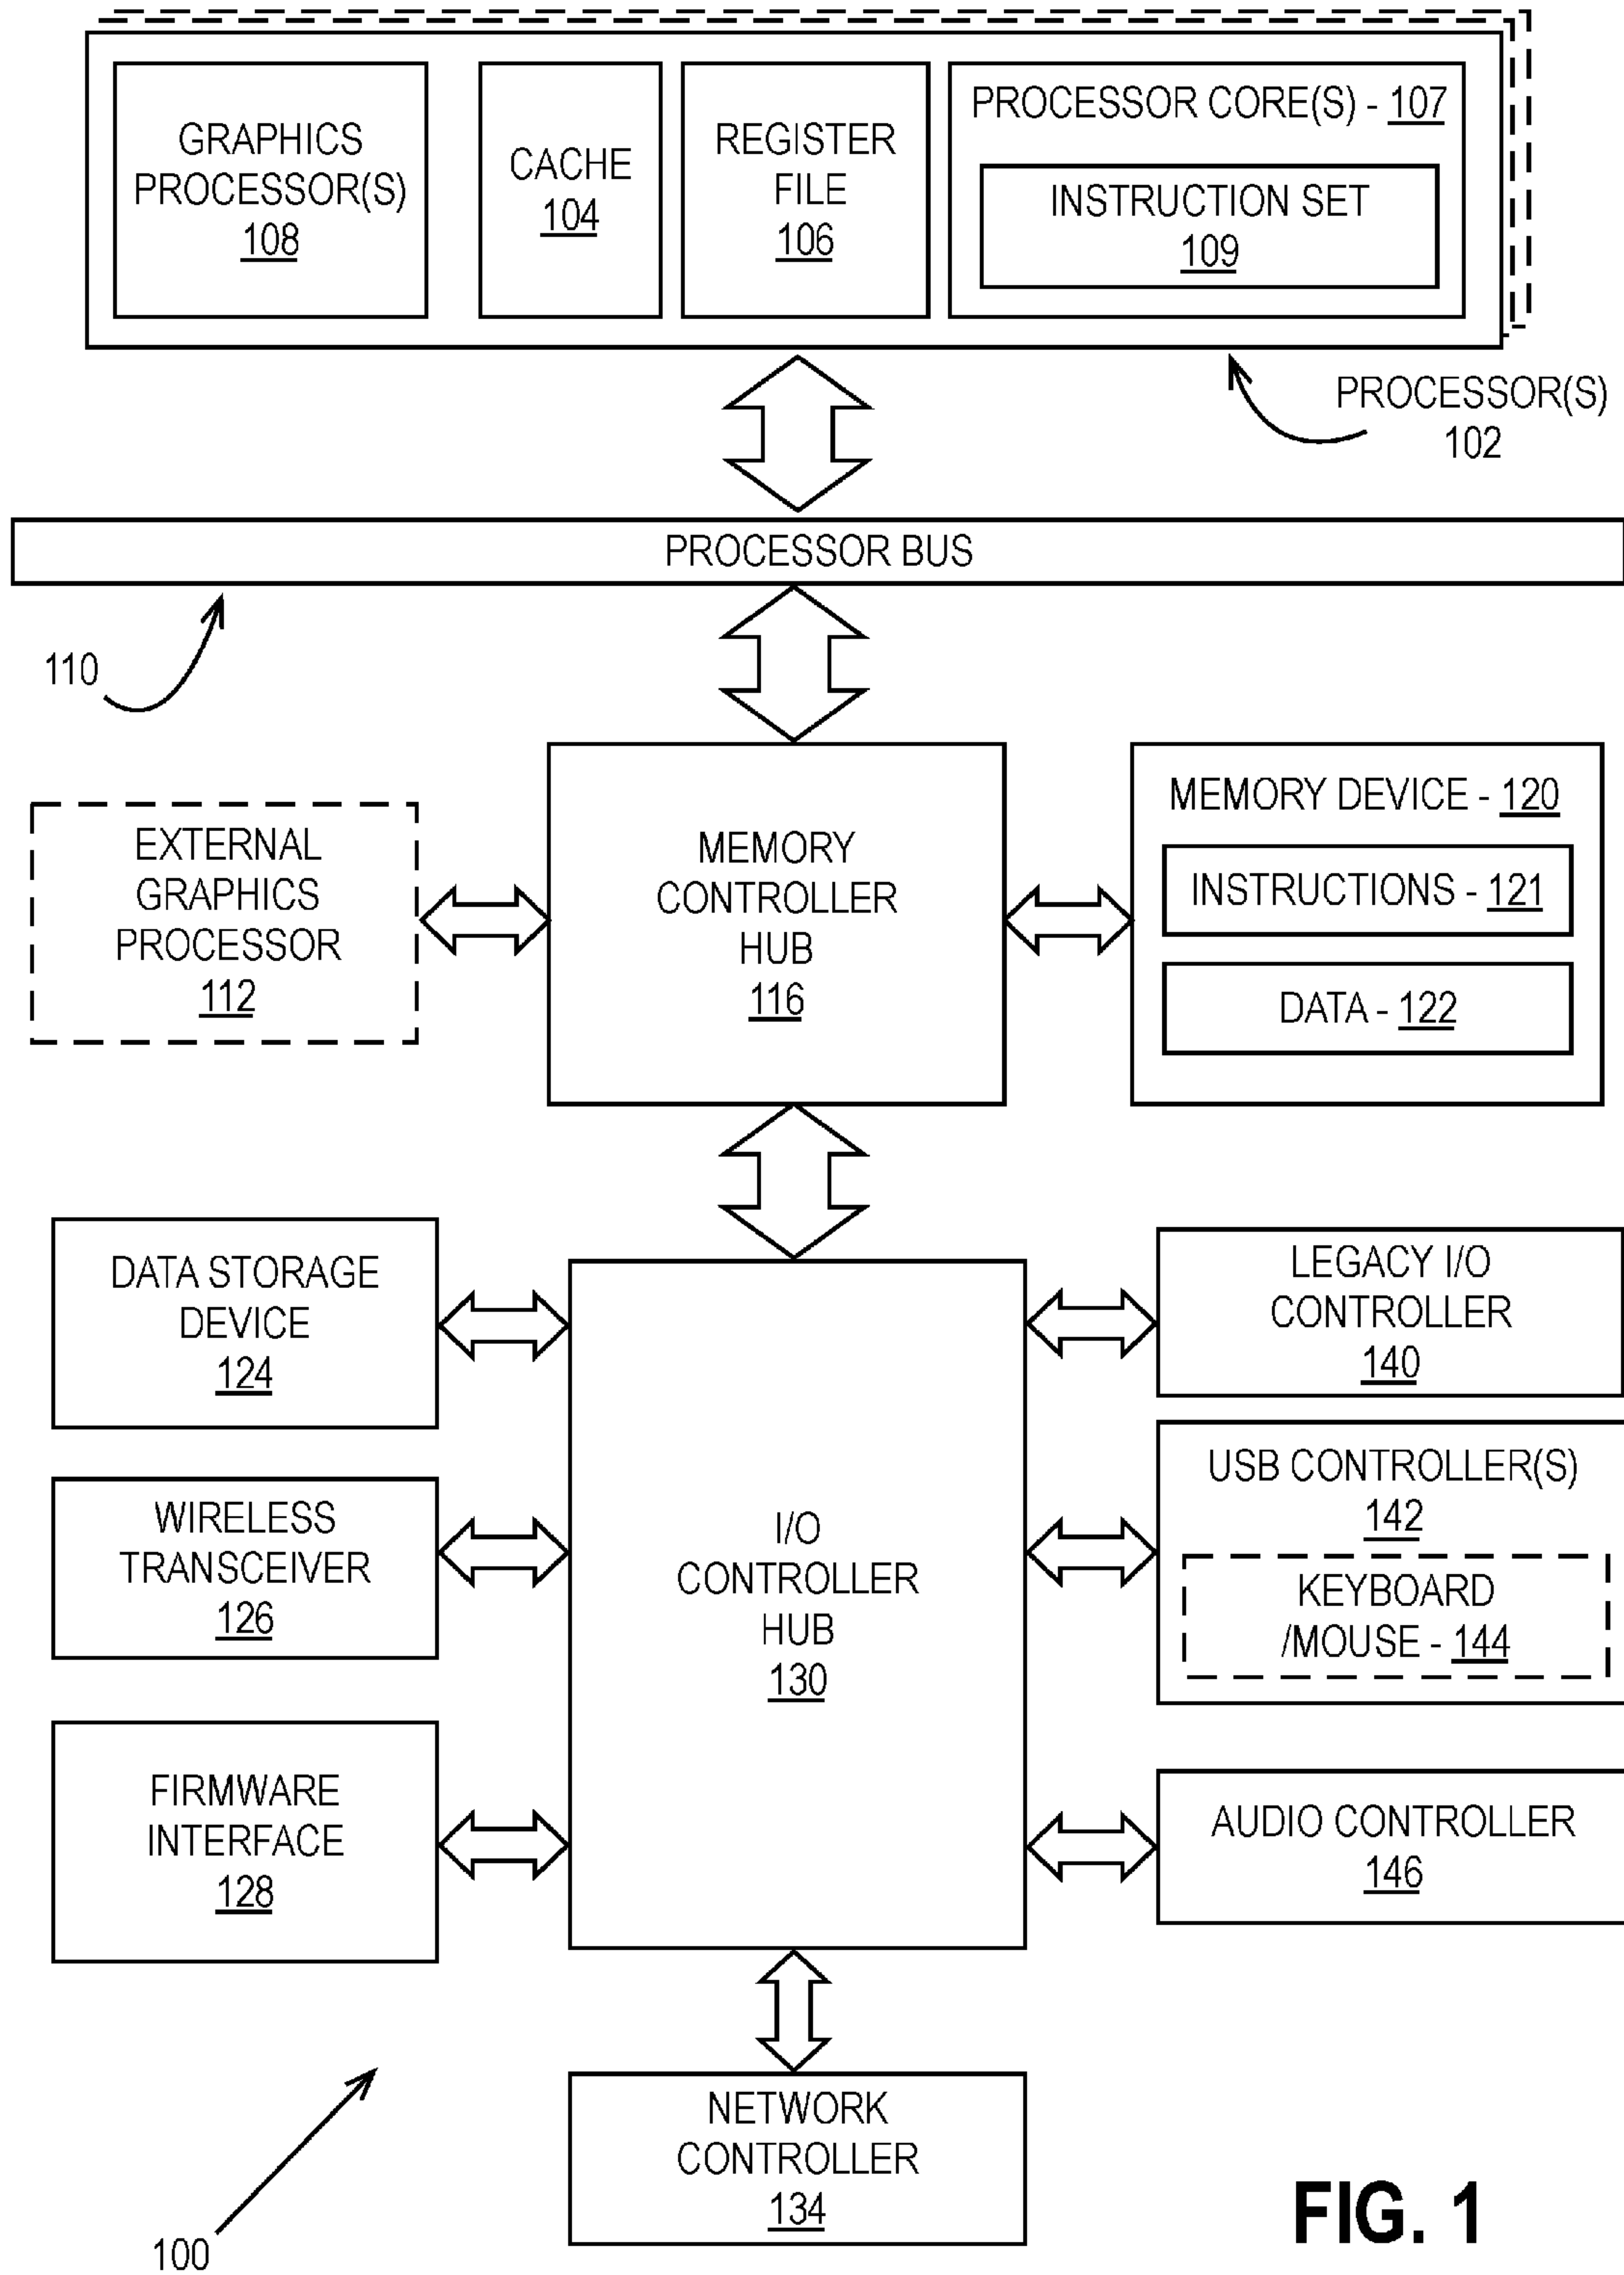 GRAPHICS
PROCESSOR(S)
108
CACHE
104
REGISTER
FILE
106
PROCESSOR CORE(S) - 107
INSTRUCTION SET
109
PROCESSOR(S)
102
PROCESSOR BUS
110
EXTERNAL
GRAPHICS
PROCESSOR
112
MEMORY
CONTROLLER
HUB
116
MEMORY DEVICE - 120
INSTRUCTIONS - 121
DATA - 122
DATA STORAGE
DEVICE
124
WIRELESS
TRANSCEIVER
126
FIRMWARE
INTERFACE
128
I/O
CONTROLLER
HUB
130
LEGACY I/O
CONTROLLER
140
USB CONTROLLER(S)
142
KEYBOARD
/MOUSE - 144
AUDIO CONTROLLER
146
NETWORK
CONTROLLER
134
100
FIG. 1